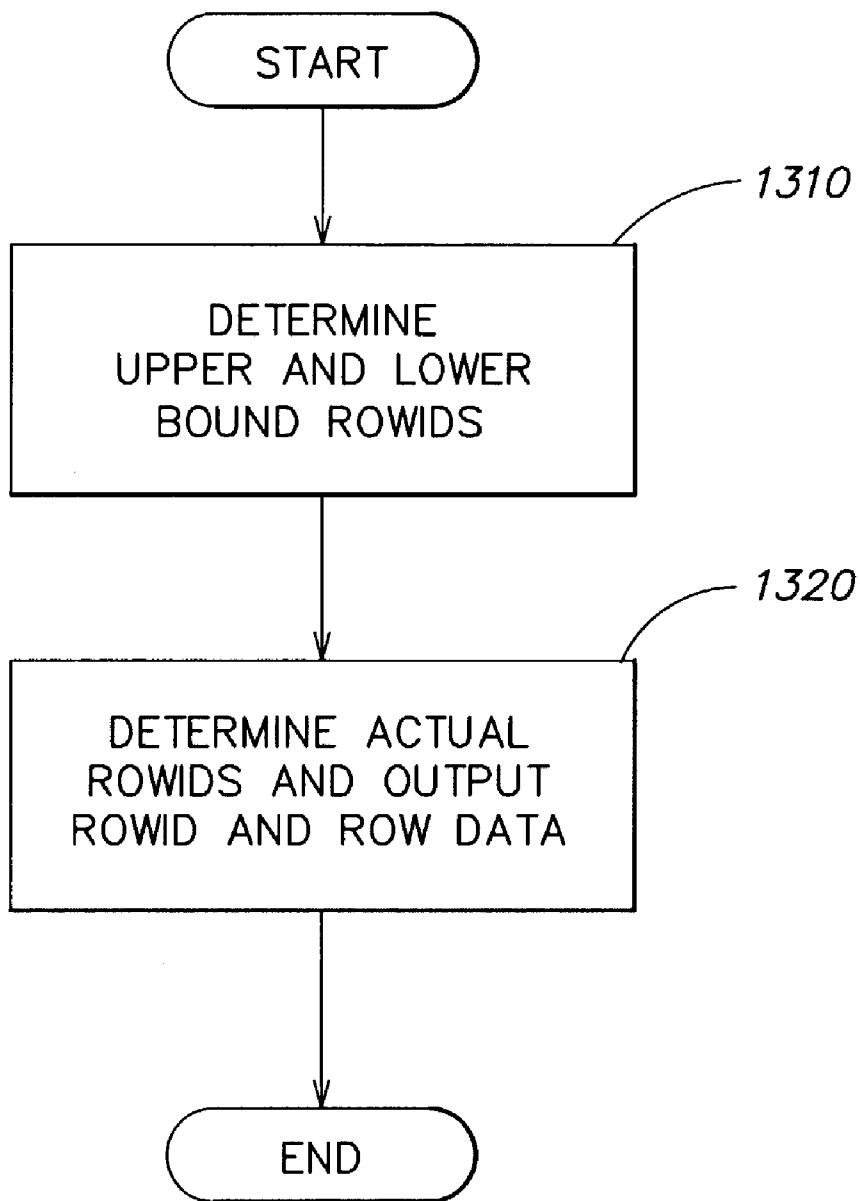 START
1310
DETERMINE
UPPER AND LOWER
BOUND ROWIDS
1320
DETERMINE ACTUAL
ROWIDS AND OUTPUT
ROWID AND ROW DATA
END